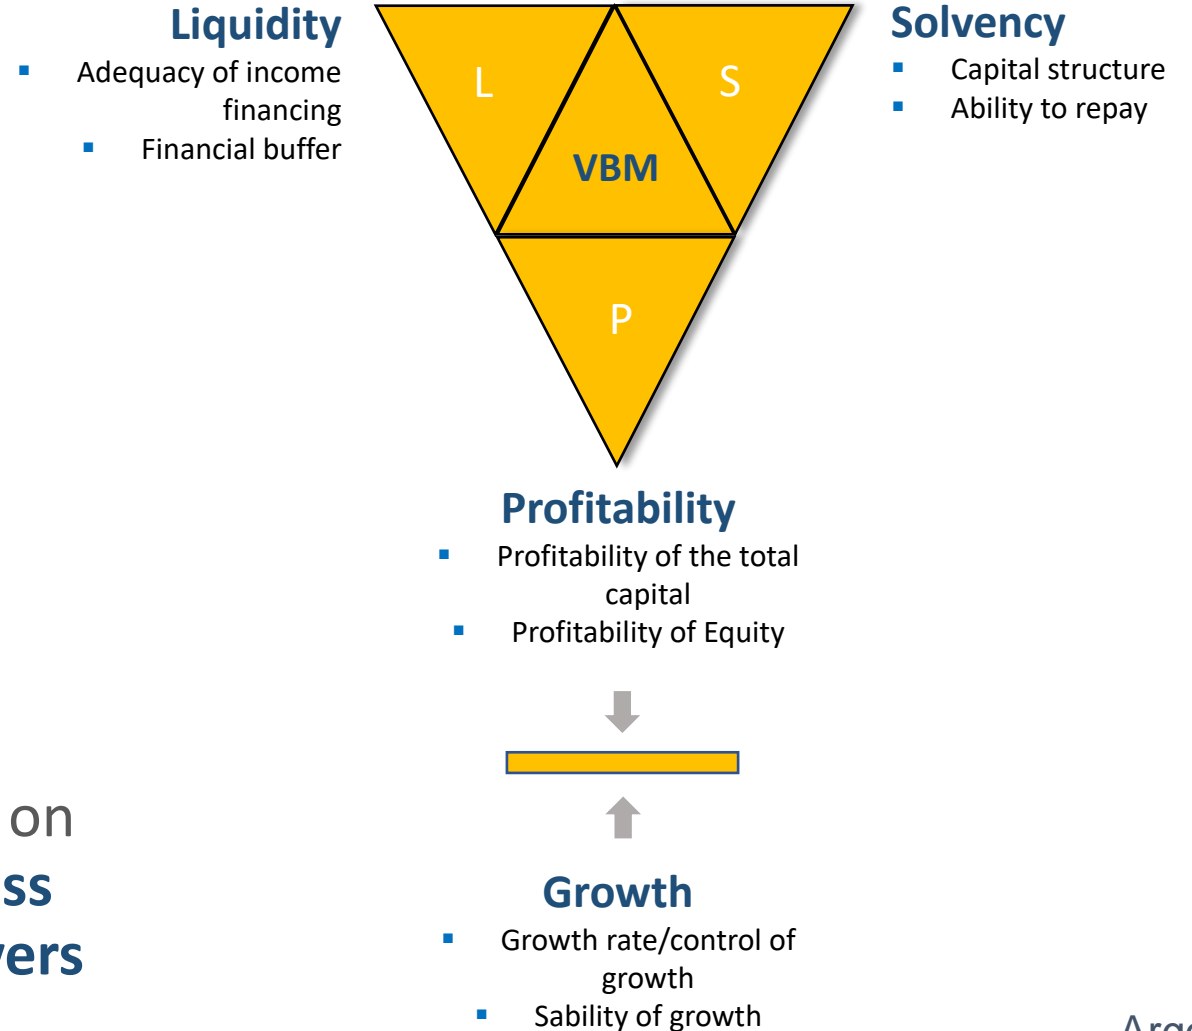 Liquidity
▪ Adequacy of income
financing
▪ Financial buffer
L
S
VBM
P
Solvency
▪ Capital structure
▪ Ability to repay
Profitability
▪ Profitability of the total
capital
▪ Profitability of Equity
on
ss
vers
Growth
▪ Growth rate/control of
growth
▪ Sability of growth